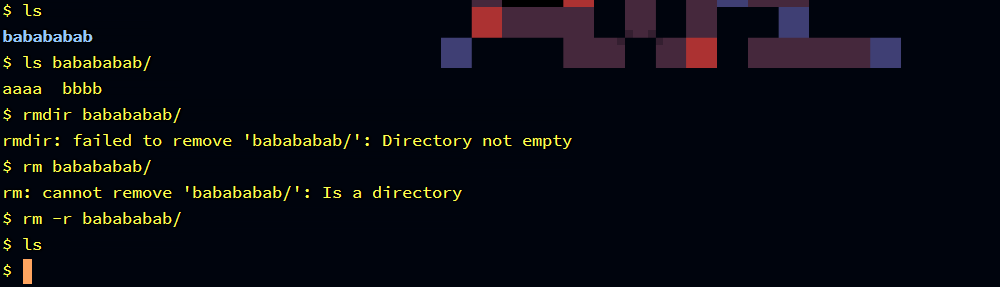 $ ls
babababab
$ ls babababab/
aaaa  bbbb
$ rmdir babababab/
rmdir: failed to remove 'babababab/': Directory not empty
$ rm babababab/
rm: cannot remove 'babababab/': Is a directory
$ rm -r babababab/
$ ls
$